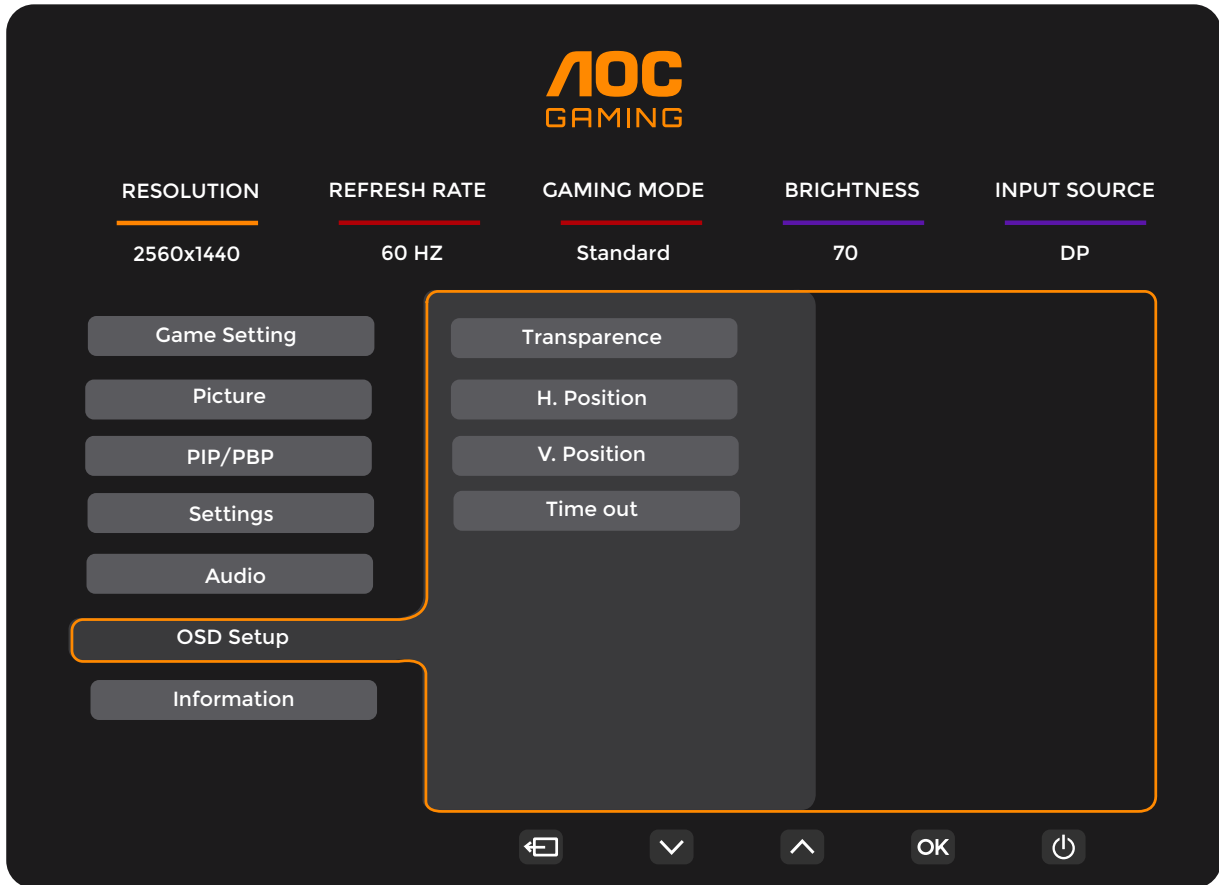 AOC
GAMING
RESOLUTION REFRESH RATE GAMING MODE BRIGHTNESS INPUT SOURCE
2560x1440 60 HZ Standard 70 DP
Game Setting
Picture
PIP/PBP
Settings
Audio
OSD Setup
Information
Transparence
H. Position
V. Position
Time out
OK